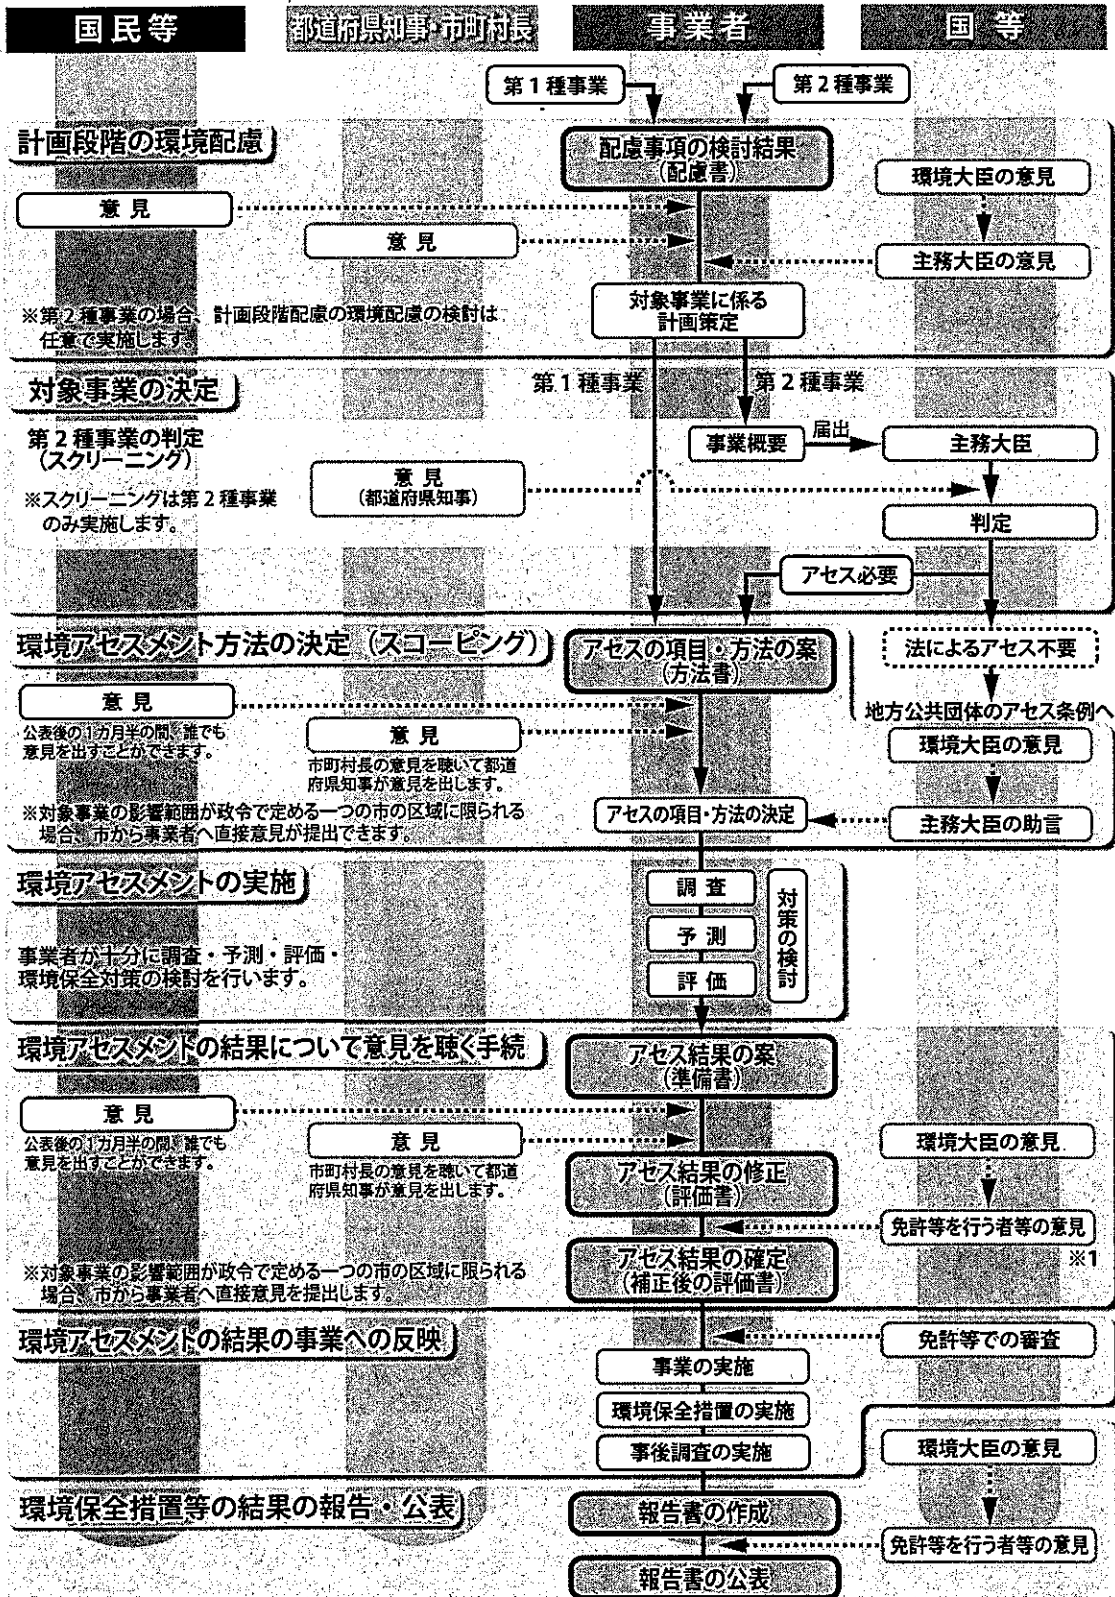 国民等
都道府県知事・市町村長
事業者
国等
第1種事業
第2種事業
計画段階の環境配慮
配慮事項の検討結果
(配慮書)
環境大臣の意見
意見
意見
主務大臣の意見
対象事業に係る
計画策定
※第2種事業の場合、計画段階配慮の環境配慮の検討は
任意で実施します。
対象事業の決定
第1種事業
第2種事業
第2種事業の判定
(スクリーニング)
事業概要
届出
主務大臣
意見
(都道府県知事)
※スクリーニングは第2種事業
のみ実施します。
判定
アセス必要
環境アセスメント方法の決定(スコーピング)
アセスの項目・方法の案
(方法書)
法によるアセス不要
意見
公表後の1カ月半の間、誰でも
意見を出すことができます。
地方公共団体のアセス条例へ
意見
市町村長の意見を聴いて都道
府県知事が意見を出します。
環境大臣の意見
※対象事業の影響範囲が政令で定める一つの市の区域に限られる
場合、市から事業者へ直接意見が提出できます。
アセスの項目・方法の決定
主務大臣の助言
環境アセスメントの実施
調査
予測
評価
対策の検討
事業者が十分に調査・予測・評価・
環境保全対策の検討を行います。
環境アセスメントの結果について意見を聴く手続
アセス結果の案
(準備書)
意見
公表後の1カ月半の間、誰でも
意見を出すことができます。
意見
市町村長の意見を聴いて都道
府県知事が意見を出します。
環境大臣の意見
アセス結果の修正
(評価書)
免許等を行う者等の意見
※1
アセス結果の確定
(補正後の評価書)
※対象事業の影響範囲が政令で定める一つの市の区域に限られる
場合、市から事業者へ直接意見を提出します。
環境アセスメントの結果の事業への反映
免許等での審査
事業の実施
環境保全措置の実施
事後調査の実施
環境大臣の意見
環境保全措置等の結果の報告・公表
報告書の作成
免許等を行う者等の意見
報告書の公表